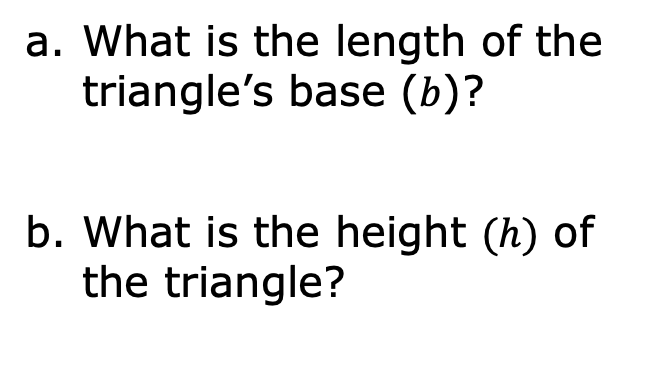 a. What is the length of the
triangle’s base (b)?
b. What is the height (h) of
the triangle?